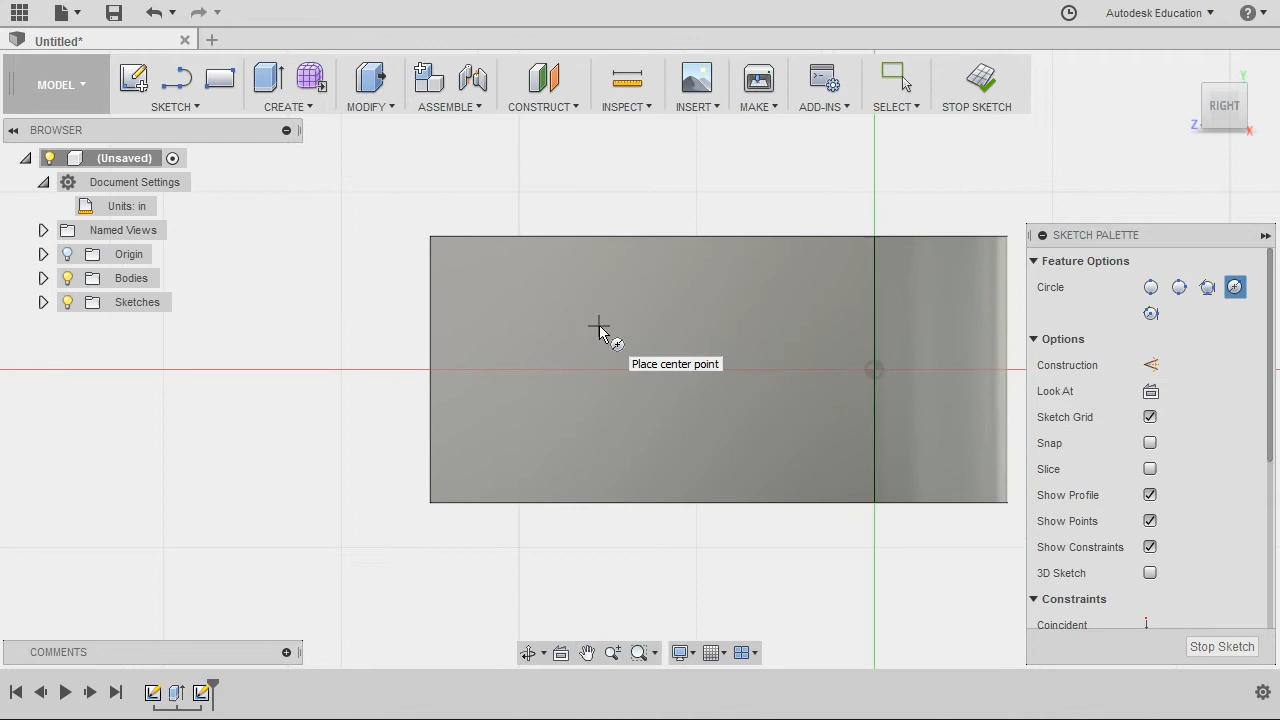 Autodesk Education
Untitled*
MODEL
SKETCH
CREATE
MODIFY
ASSEMBLE
CONSTRUCT
INSPECT
INSERT
MAKE
ADD-INS
SELECT
STOP SKETCH
Y
RIGHT
Z
X
BROWSER
(Unsaved)
Document Settings
Units: in
Named Views
Origin
Bodies
Sketches
Place center point
SKETCH PALETTE
Feature Options
Circle
Options
Construction
Look At
Sketch Grid
Snap
Slice
Show Profile
Show Points
Show Constraints
3D Sketch
Constraints
Coincident
Stop Sketch
COMMENTS